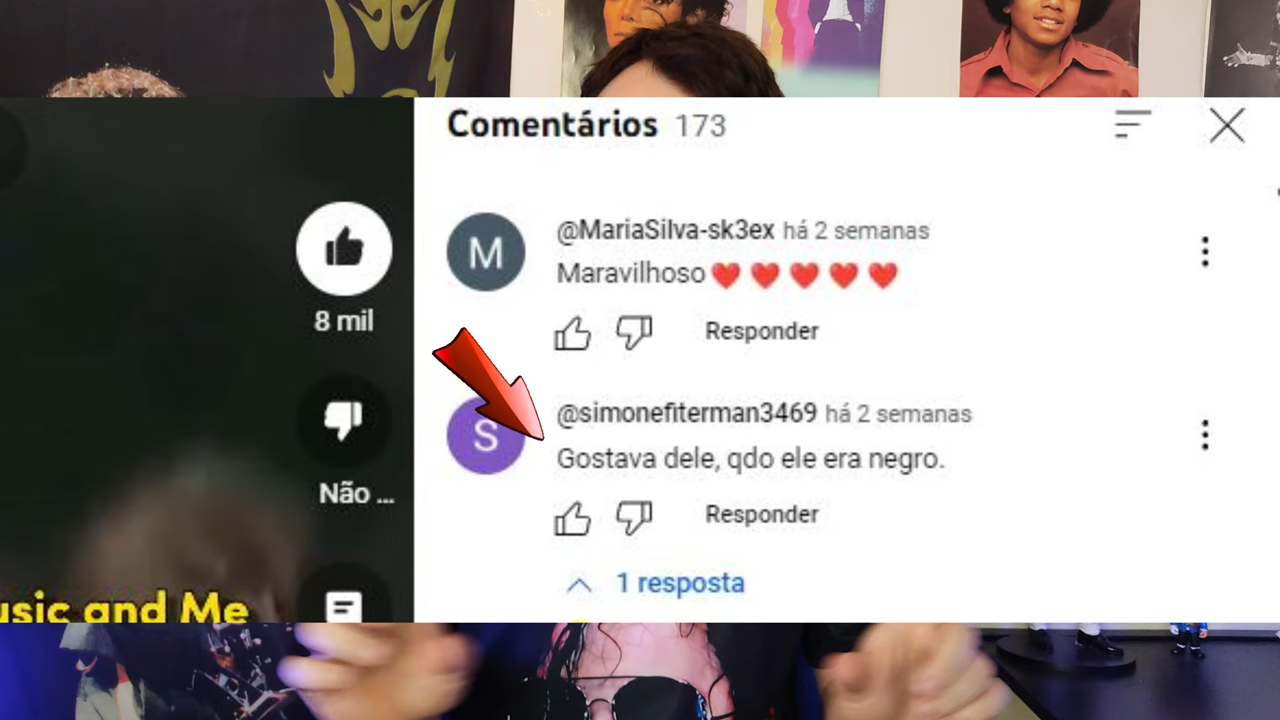 Comentários 173
@MariaSilva-sk3ex há 2 semanas
Maravilhoso❤️❤️❤️❤️❤️
8 mil
Responder
@simonefiterman3469 há 2 semanas
S
Gostava dele, qdo ele era negro.
Não ...
Responder
1 resposta
usic and Me
M